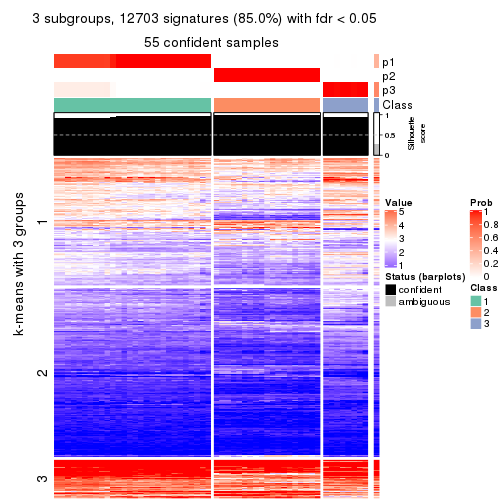 3 subgroups, 12703 signatures (85.0%) with fdr < 0.05
55 confident samples
p1
p2
p3
Class
1
0.5
0
Silhouette
score
k-means with 3 groups
1
2
3
Value
5
4
3
2
1
Status (barplots)
confident
ambiguous
Prob
1
0.8
0.6
0.4
0.2
0
Class
1
2
3